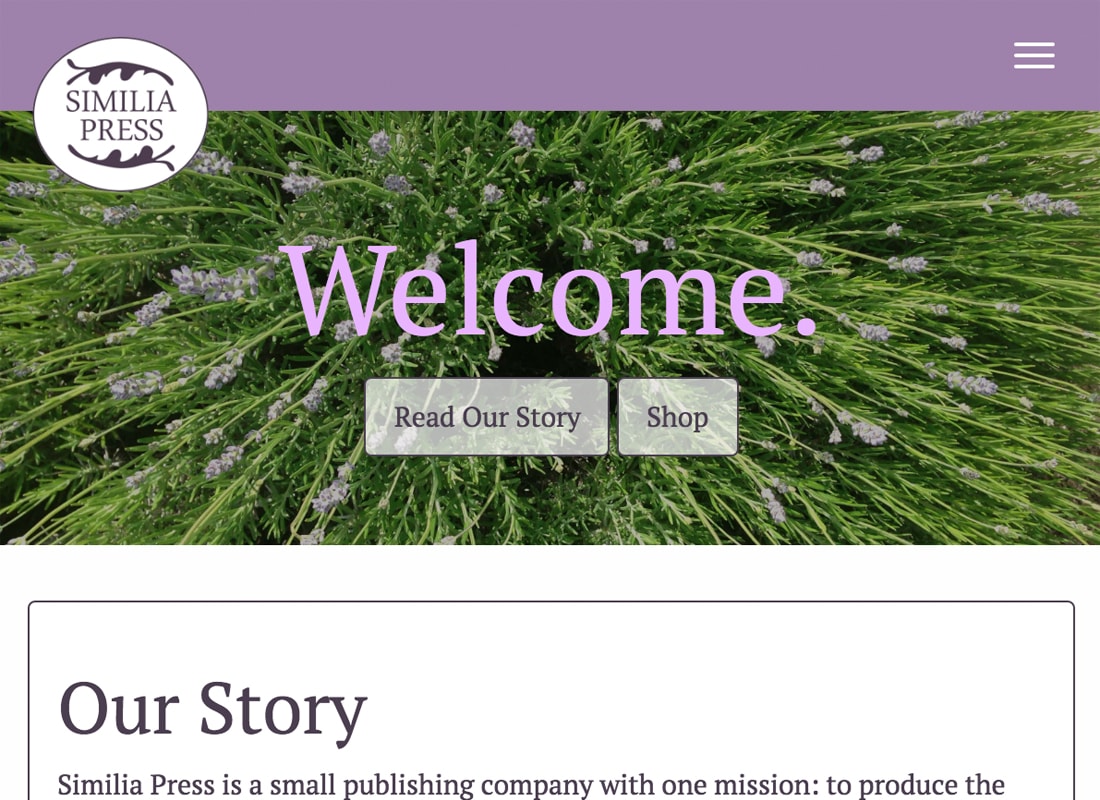 SIMILIA
PRESS
Welcome.
Read Our Story
Shop
Our Story
Similia Press is a small publishing company with one mission: to produce the